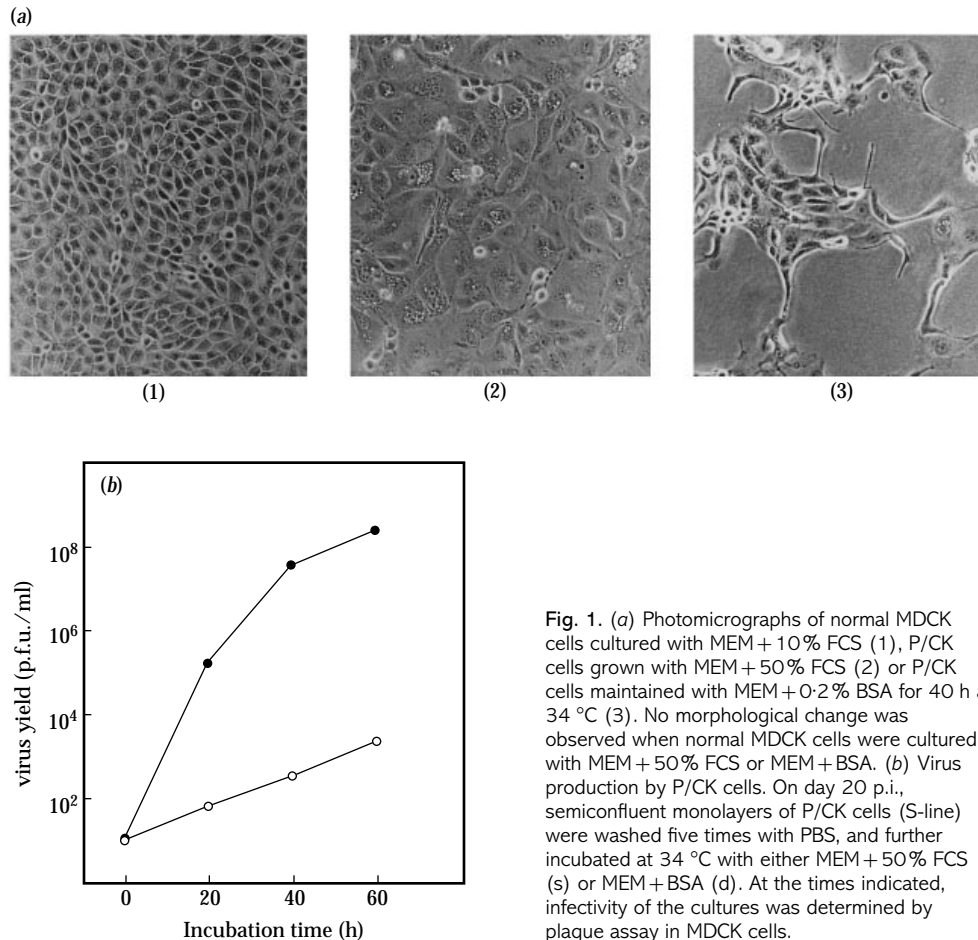 (a)
(1)
(2)
(3)
(b)
virus yield (p.f.u./ml)
10⁸
10⁶
10⁴
10²
0
20
40
60
Incubation time (h)
Fig. 1. (a) Photomicrographs of normal MDCK
cells cultured with MEM+10% FCS (1), P/CK
cells grown with MEM+50% FCS (2) or P/CK
cells maintained with MEM+0·2% BSA for 40 h a
34 °C (3). No morphological change was
observed when normal MDCK cells were cultured
with MEM+50% FCS or MEM+BSA. (b) Virus
production by P/CK cells. On day 20 p.i.,
semiconfluent monolayers of P/CK cells (S-line)
were washed five times with PBS, and further
incubated at 34 °C with either MEM+50% FCS
(s) or MEM+BSA (d). At the times indicated,
infectivity of the cultures was determined by
plaque assay in MDCK cells.